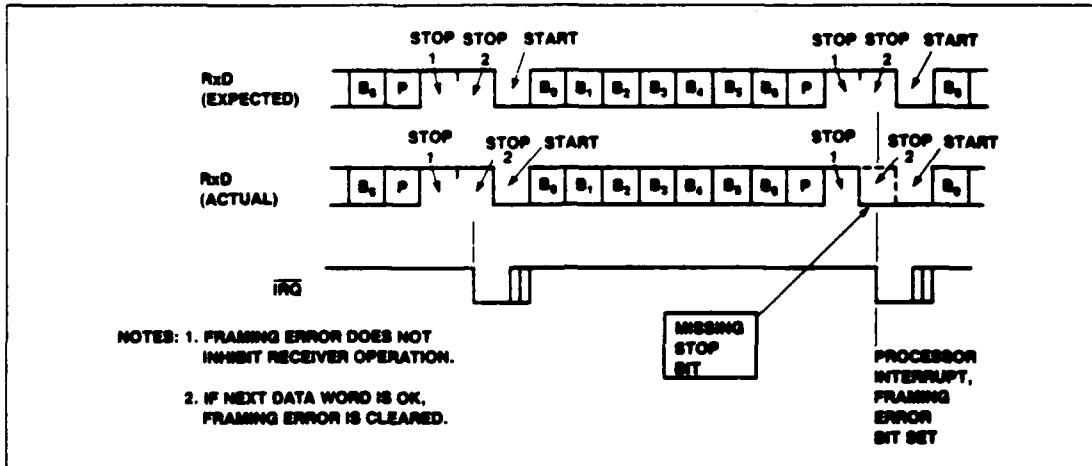 STOP STOP START STOP STOP START
1 2 1 2
RxD
(EXPECTED)
B₆ P B₀ B₁ B₂ B₃ B₄ B₅ B₆ P B₀
STOP STOP START STOP STOP START
1 2 1 2
RxD
(ACTUAL)
B₆ P B₀ B₁ B₂ B₃ B₄ B₅ B₆ P B₀
IRQ
NOTES: 1. FRAMING ERROR DOES NOT
INHIBIT RECEIVER OPERATION.
2. IF NEXT DATA WORD IS OK,
FRAMING ERROR IS CLEARED.
MISSING
STOP
BIT
PROCESSOR
INTERRUPT,
FRAMING
ERROR
BIT SET